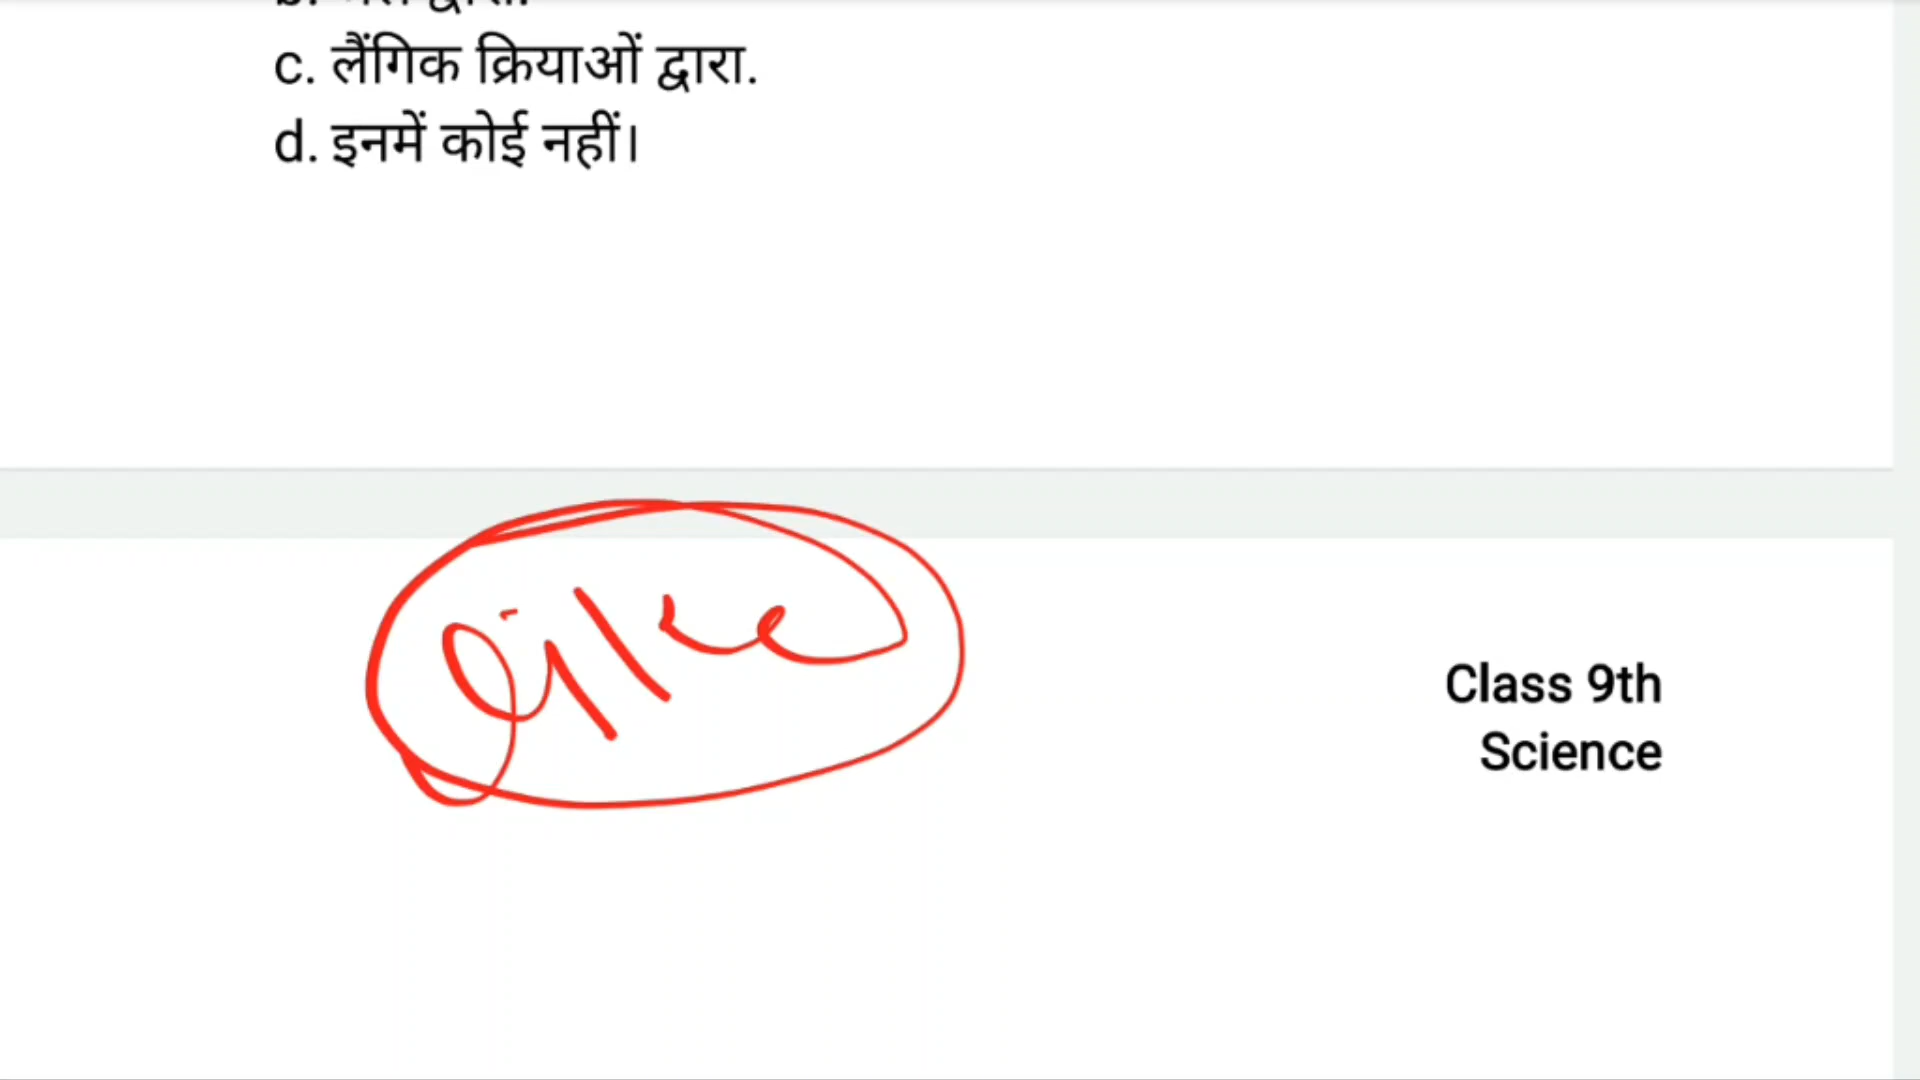 c. लैंगिक क्रियाओं द्वारा.
d. इनमें कोई नहीं।
Class 9th
Science